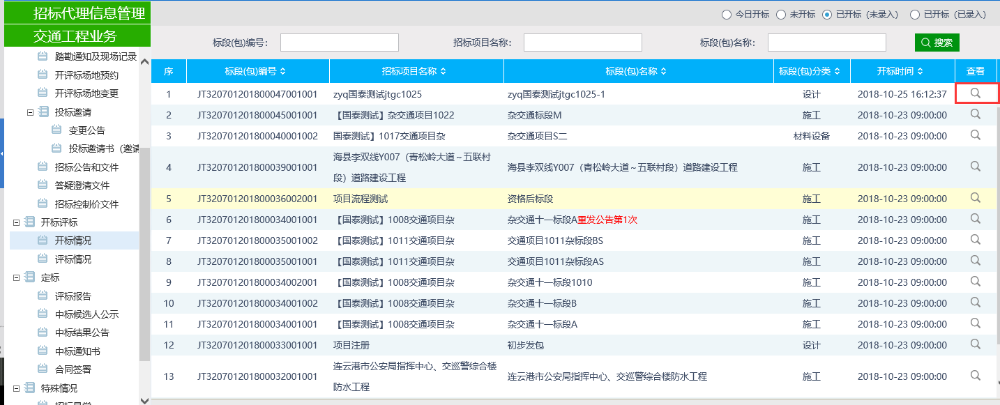 招标代理信息管理
交通工程业务
踏勘通知及现场记录
开评标场地预约
开评标场地变更
投标邀请
变更公告
投标邀请书（邀请
招标公告和文件
答疑澄清文件
招标控制价文件
开标评标
开标情况
评标情况
定标
评标报告
中标候选人公示
中标结果公告
中标通知书
合同签署
特殊情况
今日开标 未开标 已开标（未录入） 已开标（已录入）
标段(包)编号： 招标项目名称： 标段(包)名称： 搜索
序 标段(包)编号 招标项目名称 标段(包)名称 标段(包)分类 开标时间 查看
1 JT320701201800047001001 zyq国泰测试jtgc1025 zyq国泰测试jtgc1025-1 设计 2018-10-25 16:12:37
2 JT320701201800045001001 【国泰测试】杂交通项目1022 杂交通标段M 施工 2018-10-23 09:00:00
3 JT320701201800040001002 国泰测试】1017交通项目杂 杂交通项目S二 材料设备 2018-10-23 09:00:00
4 JT320701201800039001001 海县李双线Y007（青松岭大道～五联村
段）道路建设工程 海县李双线Y007（青松岭大道～五联村段）道路建设工程 施工 2018-10-23 09:00:00
5 JT320701201800036002001 项目流程测试 资格后标段 施工 2018-10-23 09:00:00
6 JT320701201800034001001 【国泰测试】1008交通项目杂 杂交通十一标段A重发公告第1次 施工 2018-10-23 09:00:00
7 JT320701201800035001002 【国泰测试】1011交通项目杂 交通项目1011杂标段BS 施工 2018-10-23 09:00:00
8 JT320701201800035001001 【国泰测试】1011交通项目杂 交通项目1011杂标段AS 施工 2018-10-23 09:00:00
9 JT320701201800034002001 【国泰测试】1008交通项目杂 杂交通十一标段1010 施工 2018-10-23 09:00:00
10 JT320701201800034001002 【国泰测试】1008交通项目杂 杂交通十一标段B 施工 2018-10-23 09:00:00
11 JT320701201800034001001 【国泰测试】1008交通项目杂 杂交通十一标段A 施工 2018-10-23 09:00:00
12 JT320701201800033001001 项目注册 初步发包 设计 2018-10-23 09:00:00
13 JT320701201800032001001 连云港市公安局指挥中心、交巡警综合楼
防水工程 连云港市公安局指挥中心、交巡警综合楼防水工程 施工 2018-10-23 09:00:00